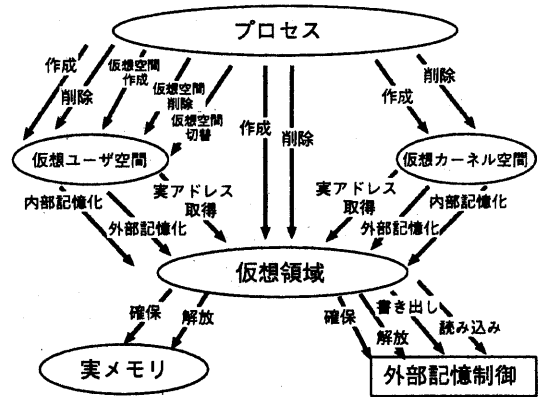 プロセス
作成
削除
仮想空間
作成
仮想空間
削除
仮想空間
切替
作成
削除
作成
削除
仮想ユーザ空間
仮想カーネル空間
内部記憶化
外部記憶化
実アドレス
取得
実アドレス
取得
外部記憶化
内部記憶化
仮想領域
確保
解放
確保
書き出し
解放
読み込み
実メモリ
外部記憶制御